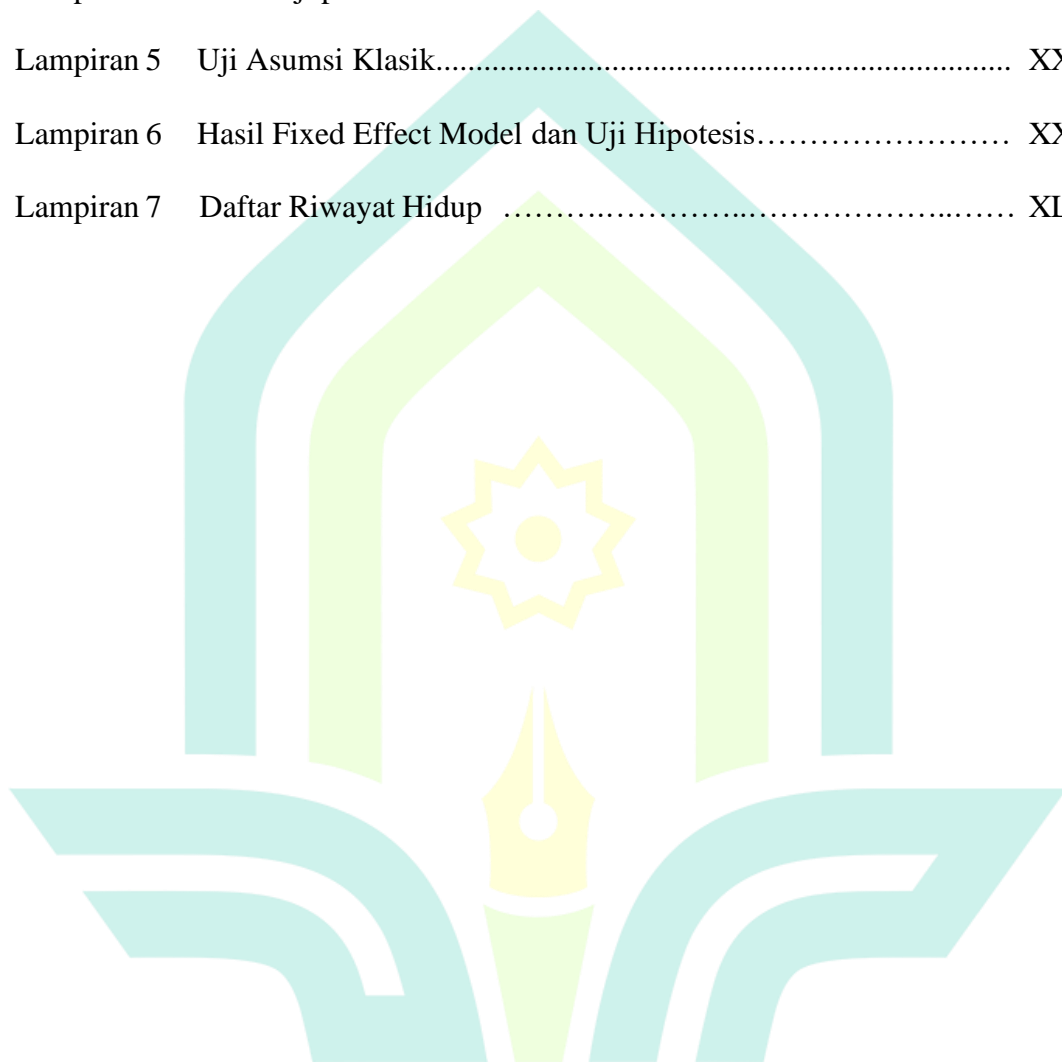 Lampiran 5 Uji Asumsi Klasik....................................................................... XX
Lampiran 6 Hasil Fixed Effect Model dan Uji Hipotesis…………………… XX
Lampiran 7 Daftar Riwayat Hidup ……….…………..………………..…… XL